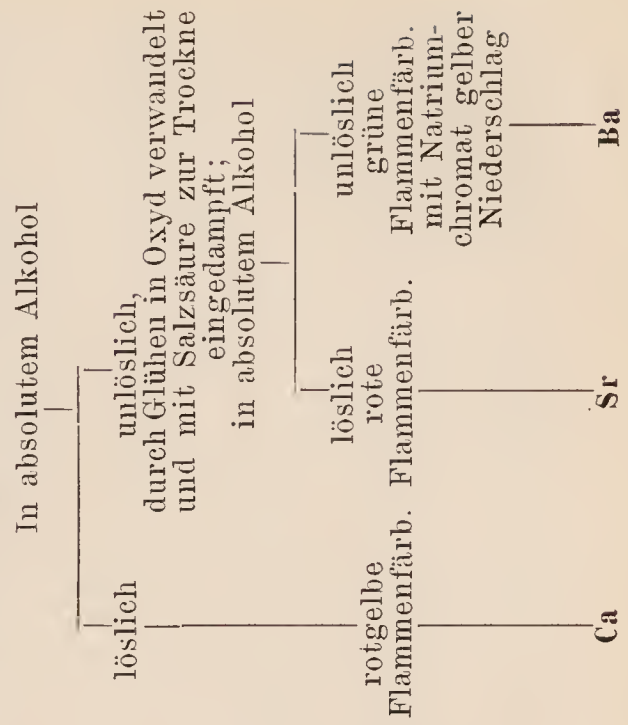 In absolutem Alkohol
löslich
unlöslich,
durch Glühen in Oxyd verwandelt
und mit Salzsäure zur Trockne
eingedampft;
in absolutem Alkohol
löslich
rote
Flammenfärb.
unlöslich
grüne
Flammenfärb.
mit Natrium-
chromat gelber
Niederschlag
rotgelbe
Flammenfärb.
Ca
Sr
Ba